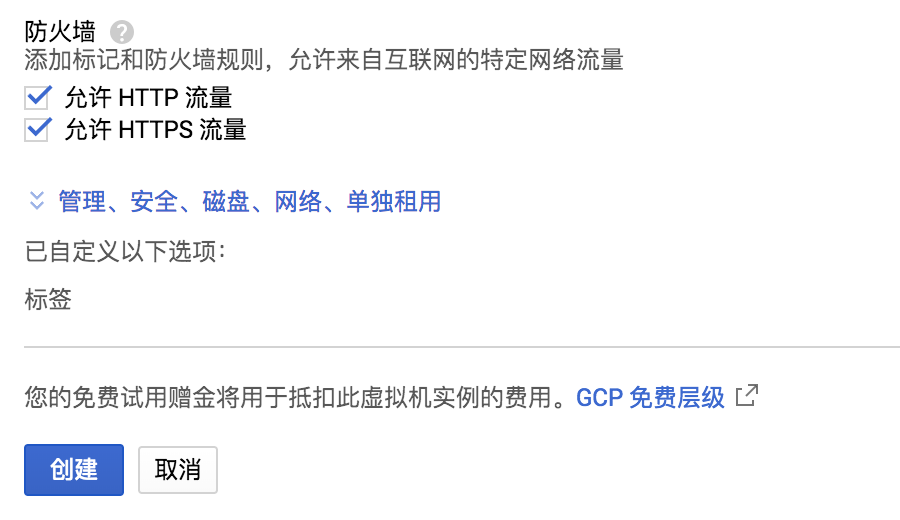 防火墙 ?
添加标记和防火墙规则，允许来自互联网的特定网络流量
允许 HTTP 流量
允许 HTTPS 流量
管理、安全、磁盘、网络、单独租用
已自定义以下选项：
标签
您的免费试用赠金将用于抵扣此虚拟机实例的费用。GCP 免费层级
创建 取消